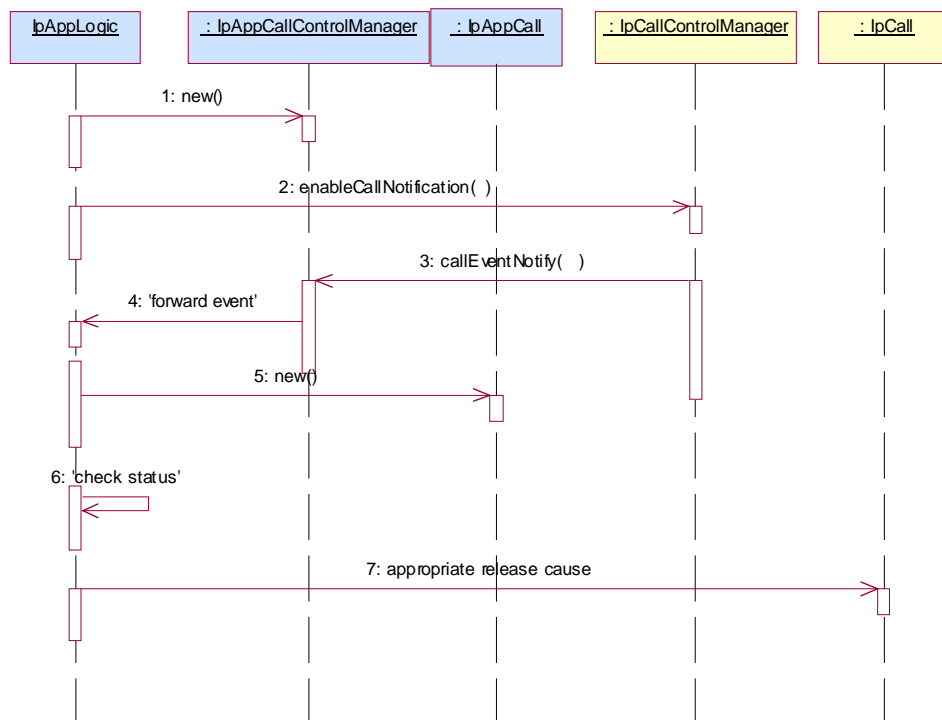 IpAppLogic
: IpAppCallControlManager
: IpAppCall
: IpCallControlManager
: IpCall
1: new()
2: enableCallNotification( )
3: callEventNotify( )
4: 'forward event'
5: new()
6: 'check status'
7: appropriate release cause